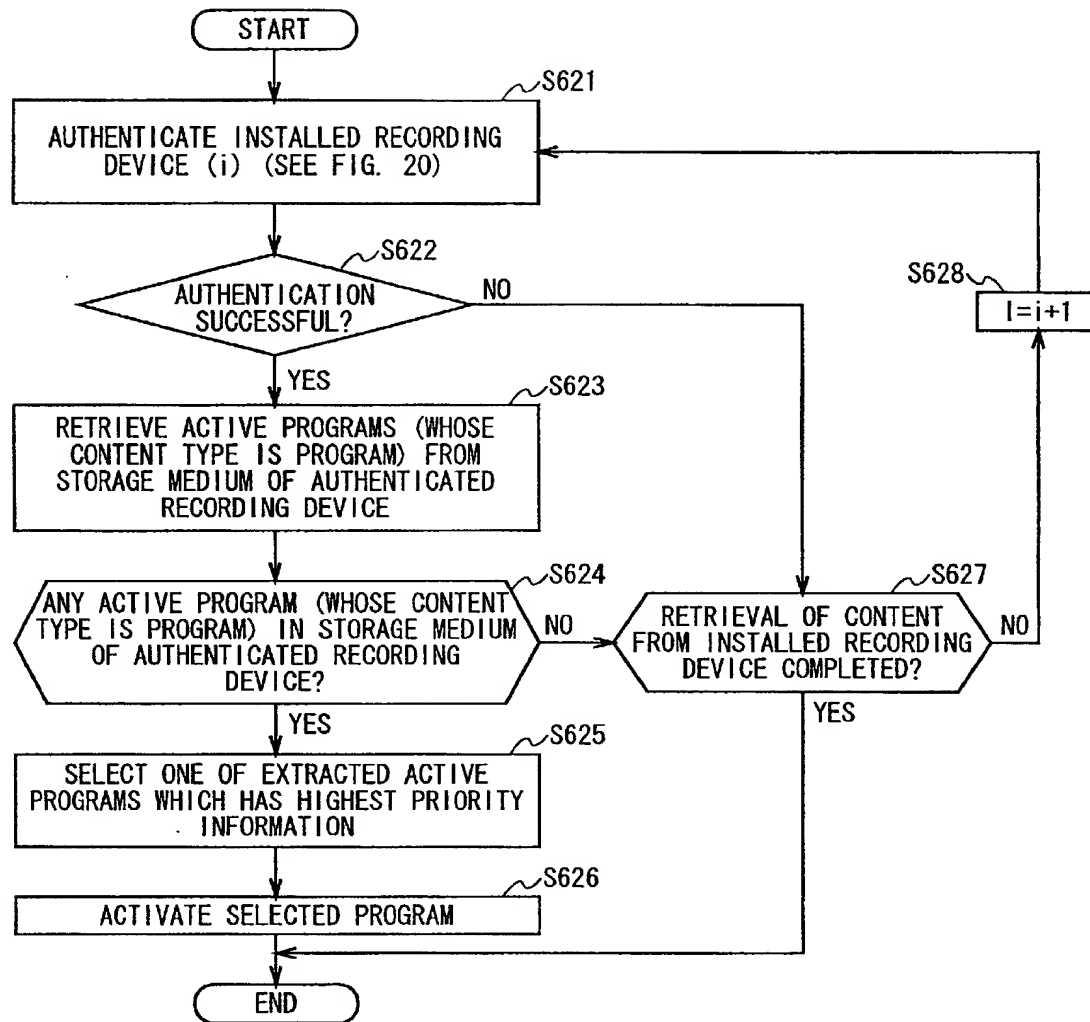 START
S621
AUTHENTICATE INSTALLED RECORDING
DEVICE (i) (SEE FIG. 20)
S622
AUTHENTICATION
SUCCESSFUL?
NO
YES
S623
RETRIEVE ACTIVE PROGRAMS (WHOSE
CONTENT TYPE IS PROGRAM) FROM
STORAGE MEDIUM OF AUTHENTICATED
RECORDING DEVICE
S624
ANY ACTIVE PROGRAM (WHOSE CONTENT
TYPE IS PROGRAM) IN STORAGE MEDIUM
OF AUTHENTICATED RECORDING
DEVICE?
NO
YES
S625
SELECT ONE OF EXTRACTED ACTIVE
PROGRAMS WHICH HAS HIGHEST PRIORITY
INFORMATION
S626
ACTIVATE SELECTED PROGRAM
END
S627
RETRIEVAL OF CONTENT
FROM INSTALLED RECORDING
DEVICE COMPLETED?
NO
YES
S628
I=i+1